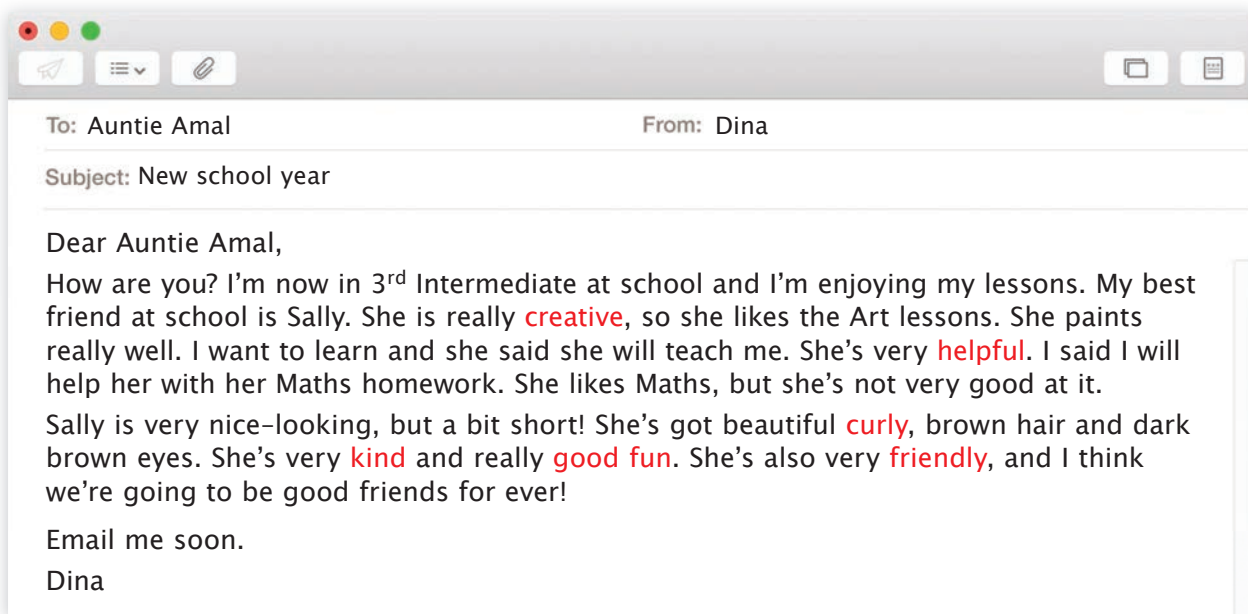 To: Auntie Amal From: Dina
Subject: New school year
Dear Auntie Amal,
How are you? I'm now in 3rd Intermediate at school and I'm enjoying my lessons. My best
friend at school is Sally. She is really creative, so she likes the Art lessons. She paints
really well. I want to learn and she said she will teach me. She's very helpful. I said I will
help her with her Maths homework. She likes Maths, but she's not very good at it.
Sally is very nice-looking, but a bit short! She's got beautiful curly, brown hair and dark
brown eyes. She's very kind and really good fun. She's also very friendly, and I think
we're going to be good friends for ever!
Email me soon.
Dina